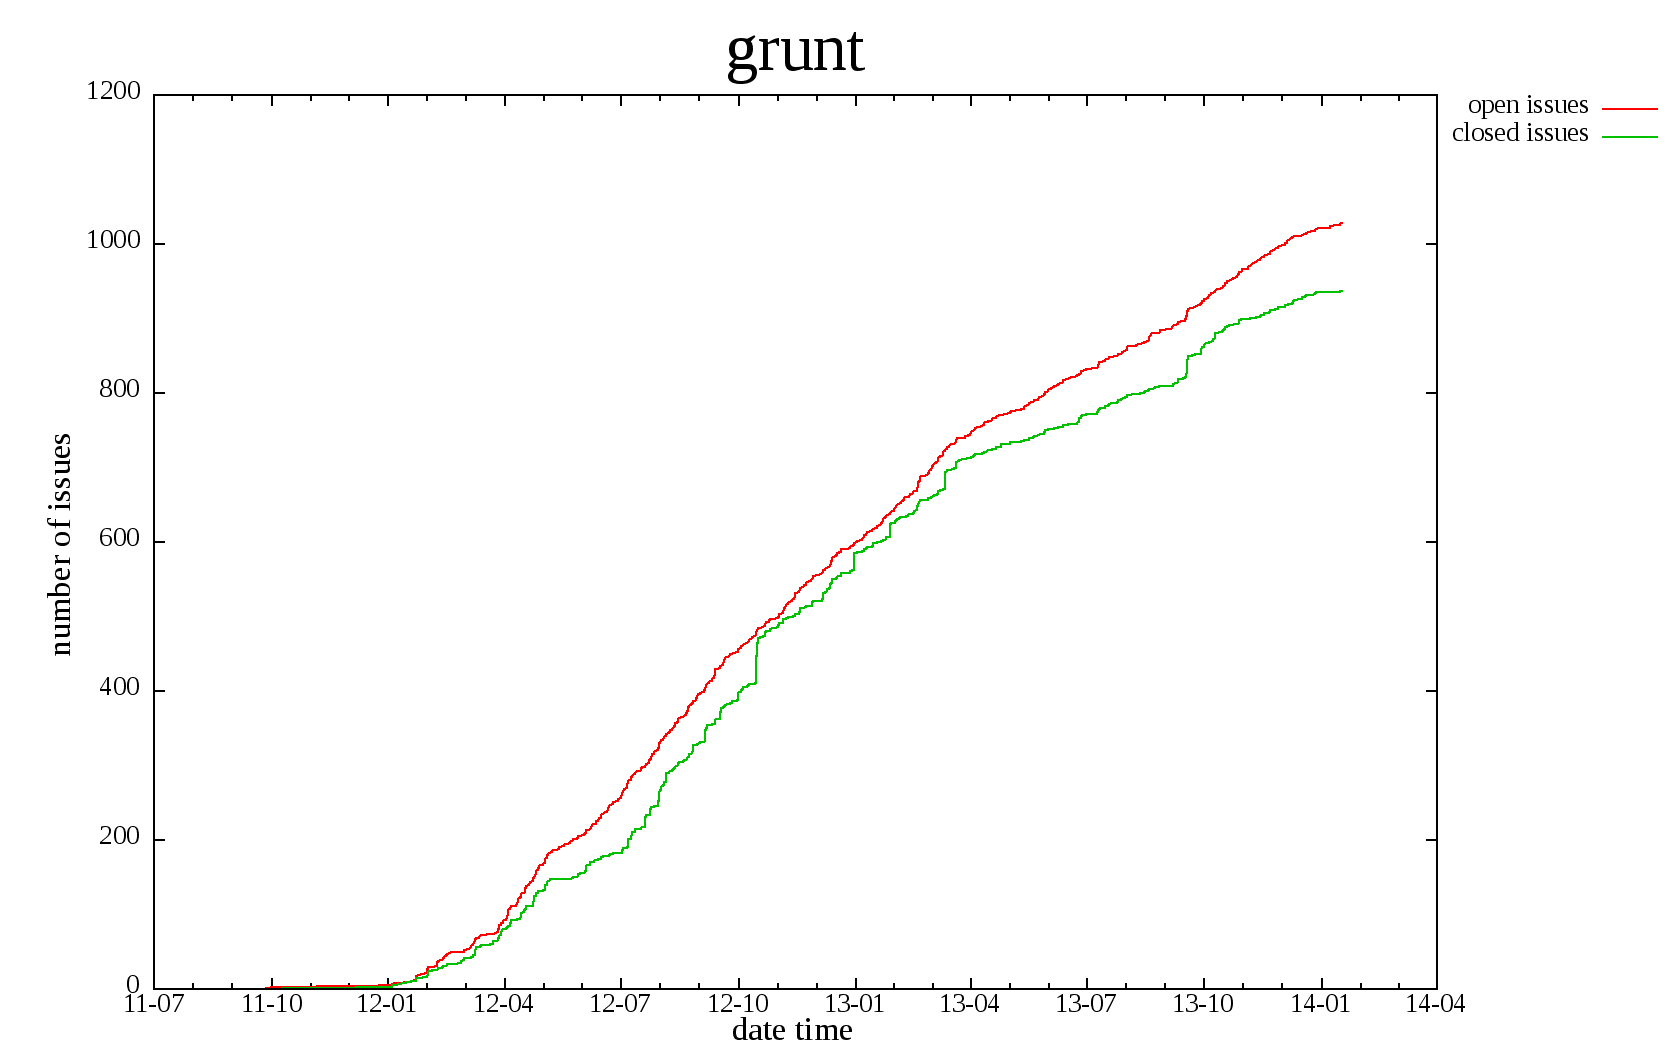 grunt
open issues
closed issues
number of issues
1200
1000
800
600
400
200
0
11-07 11-10 12-01 12-04 12-07 12-10 13-01 13-04 13-07 13-10 14-01 14-04
date time